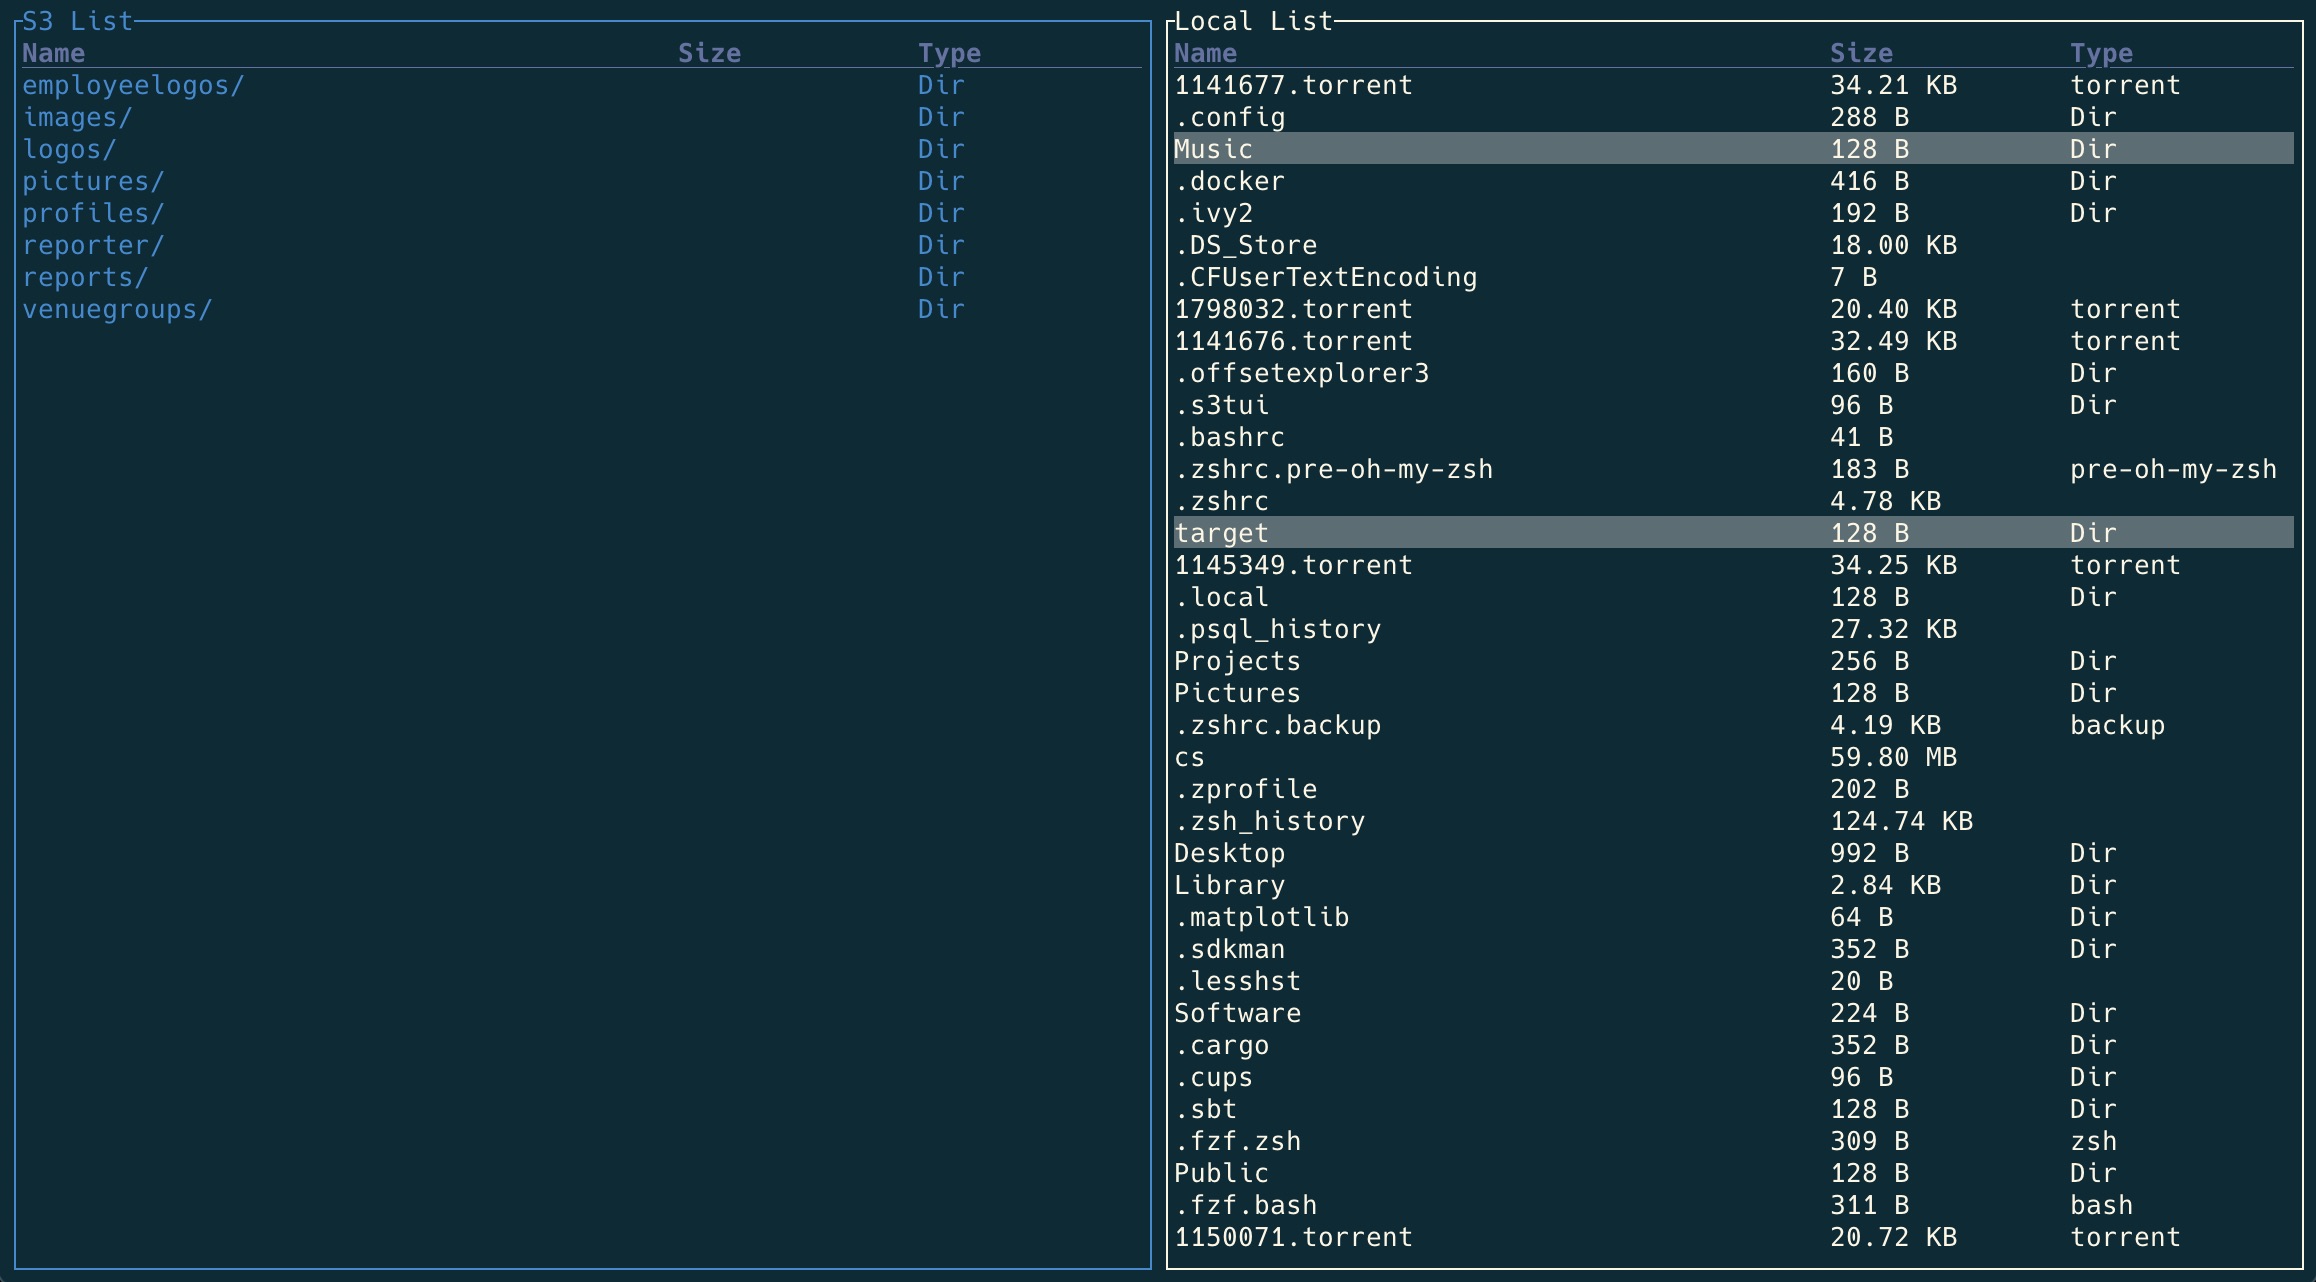 S3 List
Name Size Type
employeelogos/ Dir
images/ Dir
logos/ Dir
pictures/ Dir
profiles/ Dir
reporter/ Dir
reports/ Dir
venuegroups/ Dir
Local List
Name Size Type
1141677.torrent 34.21 KB torrent
.config 288 B Dir
Music 128 B Dir
.docker 416 B Dir
.ivy2 192 B Dir
.DS_Store 18.00 KB
.CFUserTextEncoding 7 B
1798032.torrent 20.40 KB torrent
1141676.torrent 32.49 KB torrent
.offsetexplorer3 160 B Dir
.s3tui 96 B Dir
.bashrc 41 B
.zshrc.pre-oh-my-zsh 183 B pre-oh-my-zsh
.zshrc 4.78 KB
target 128 B Dir
1145349.torrent 34.25 KB torrent
.local 128 B Dir
.psql_history 27.32 KB
Projects 256 B Dir
Pictures 128 B Dir
.zshrc.backup 4.19 KB backup
cs 59.80 MB
.zprofile 202 B
.zsh_history 124.74 KB
Desktop 992 B Dir
Library 2.84 KB Dir
.matplotlib 64 B Dir
.sdkman 352 B Dir
.lesshst 20 B
Software 224 B Dir
.cargo 352 B Dir
.cups 96 B Dir
.sbt 128 B Dir
.fzf.zsh 309 B zsh
Public 128 B Dir
.fzf.bash 311 B bash
1150071.torrent 20.72 KB torrent